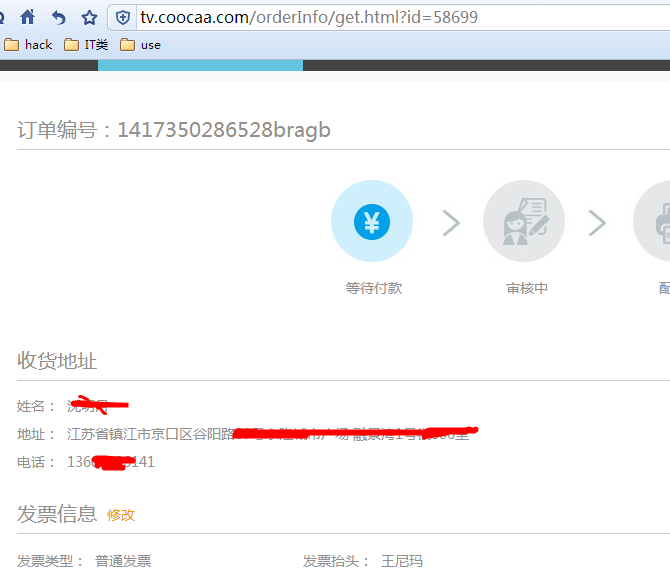 tv.coocaa.com/orderInfo/get.html?id=58699
hack IT类 use
订单编号：1417350286528bragb
¥
等待付款 审核中 配
收货地址
姓名：
地址： 江苏省镇江市京口区谷阳路
电话： 136 141
发票信息 修改
发票类型： 普通发票 发票抬头： 王尼玛